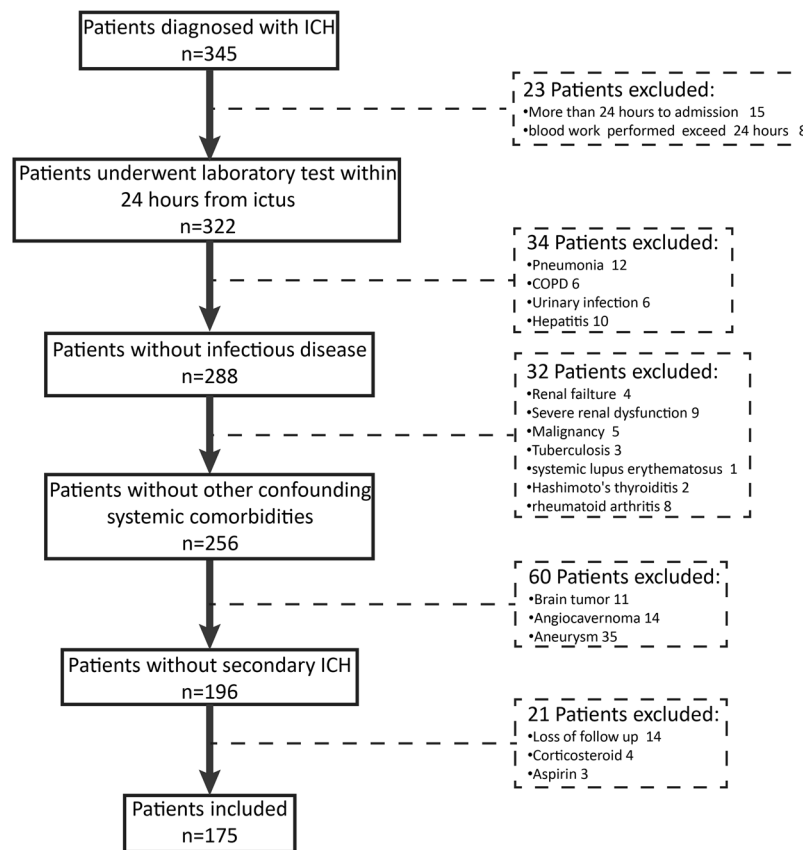 Patients diagnosed with ICH
n=345
23 Patients excluded:
•More than 24 hours to admission 15
•blood work performed exceed 24 hours 8
Patients underwent laboratory test within
24 hours from ictus
n=322
34 Patients excluded:
•Pneumonia 12
•COPD 6
•Urinary infection 6
•Hepatitis 10
Patients without infectious disease
n=288
32 Patients excluded:
•Renal failture 4
•Severe renal dysfunction 9
•Malignancy 5
•Tuberculosis 3
•systemic lupus erythematosus 1
•Hashimoto's thyroiditis 2
•rheumatoid arthritis 8
Patients without other confounding
systemic comorbidities
n=256
60 Patients excluded:
•Brain tumor 11
•Angiocavernoma 14
•Aneurysm 35
Patients without secondary ICH
n=196
21 Patients excluded:
•Loss of follow up 14
•Corticosteroid 4
•Aspirin 3
Patients included
n=175